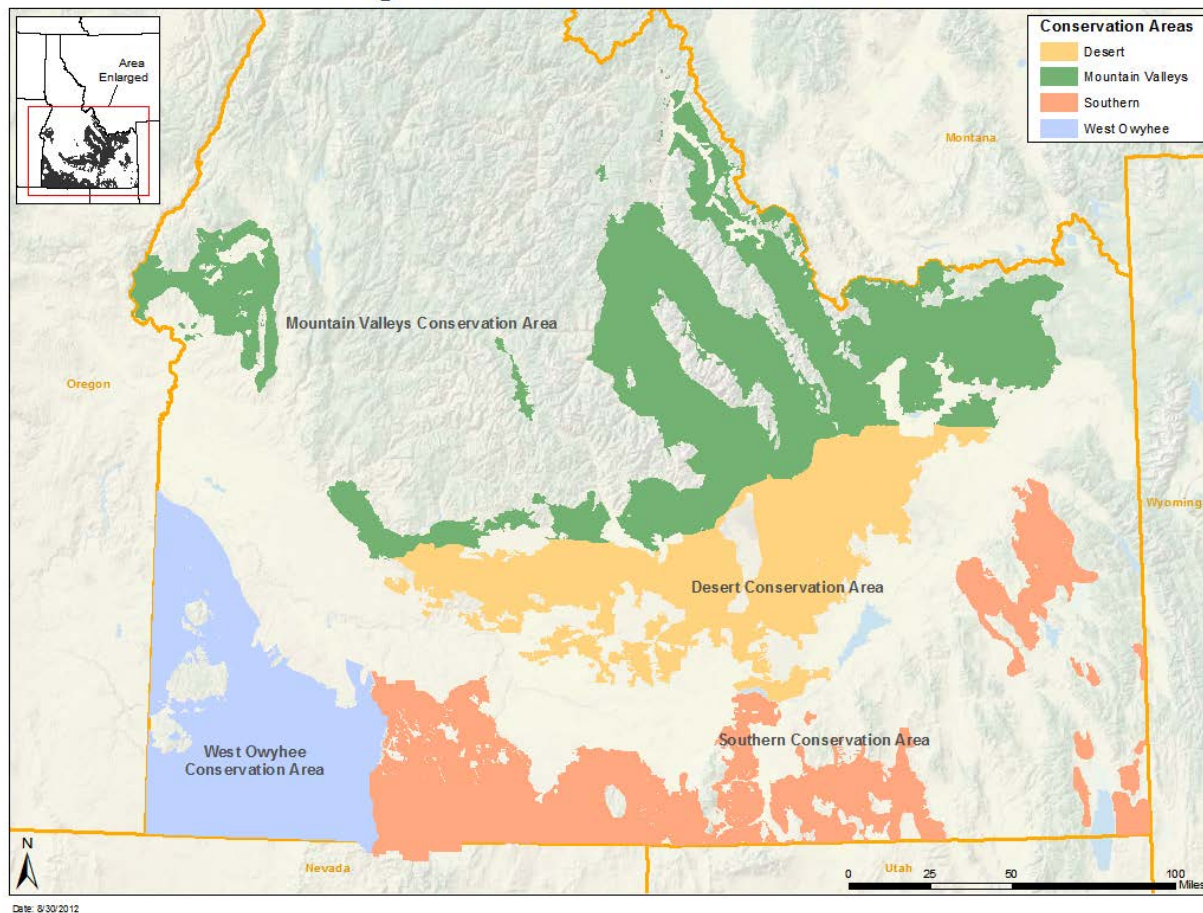 Area
Enlarged
Conservation Areas
Desert
Mountain Valleys
Southern
West Owyhee
Montana
Mountain Valleys Conservation Area
Oregon
Wyoming
Desert Conservation Area
West Owyhee
Conservation Area
Southern Conservation Area
N
Nevada
Utah
0 25 50 100
Miles
Date: 8/30/2012